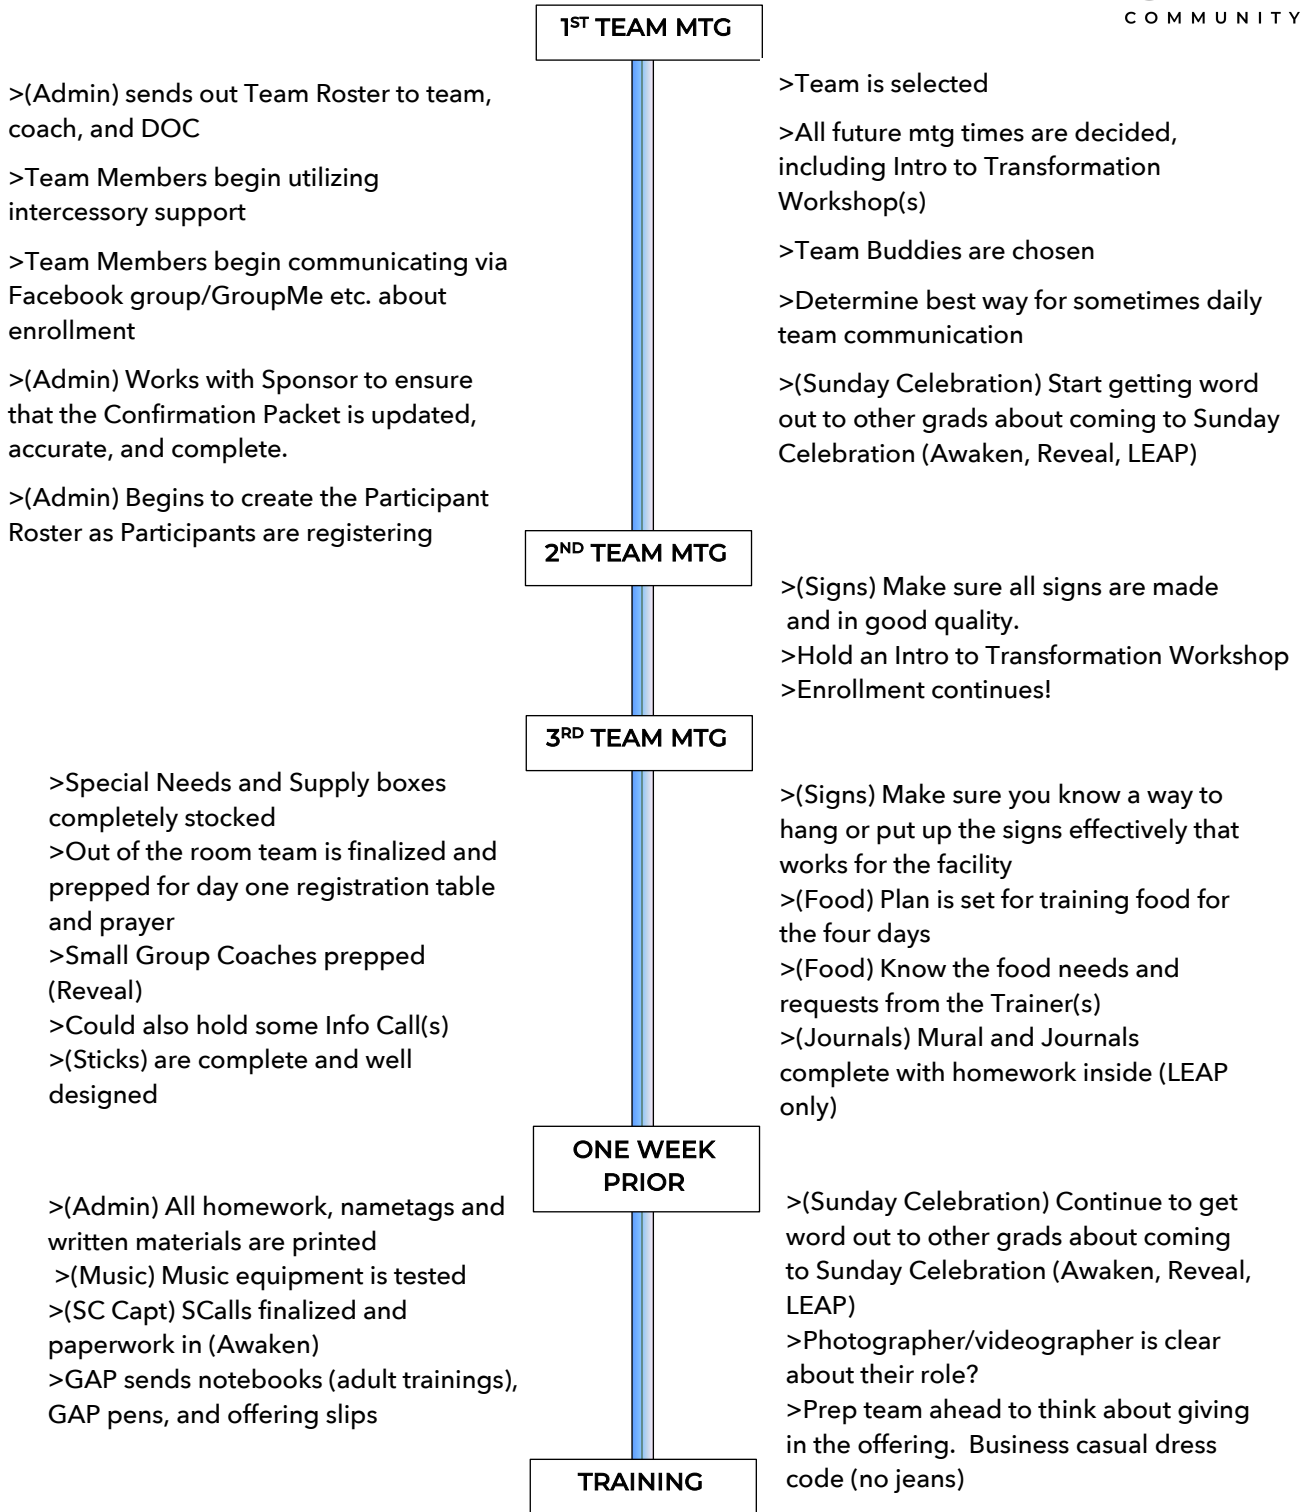 COMMUNITY
1ST TEAM MTG
>(Admin) sends out Team Roster to team,
coach, and DOC
>Team Members begin utilizing
intercessory support
>Team Members begin communicating via
Facebook group/GroupMe etc. about
enrollment
>(Admin) Works with Sponsor to ensure
that the Confirmation Packet is updated,
accurate, and complete.
>(Admin) Begins to create the Participant
Roster as Participants are registering
>Team is selected
>All future mtg times are decided,
including Intro to Transformation
Workshop(s)
>Team Buddies are chosen
>Determine best way for sometimes daily
team communication
>(Sunday Celebration) Start getting word
out to other grads about coming to Sunday
Celebration (Awaken, Reveal, LEAP)
2ND TEAM MTG
>(Signs) Make sure all signs are made
and in good quality.
>Hold an Intro to Transformation Workshop
>Enrollment continues!
3RD TEAM MTG
>Special Needs and Supply boxes
completely stocked
>Out of the room team is finalized and
prepped for day one registration table
and prayer
>Small Group Coaches prepped
(Reveal)
>Could also hold some Info Call(s)
>(Sticks) are complete and well
designed
>(Signs) Make sure you know a way to
hang or put up the signs effectively that
works for the facility
>(Food) Plan is set for training food for
the four days
>(Food) Know the food needs and
requests from the Trainer(s)
>(Journals) Mural and Journals
complete with homework inside (LEAP
only)
ONE WEEK
PRIOR
>(Admin) All homework, nametags and
written materials are printed
>(Music) Music equipment is tested
>(SC Capt) SCalls finalized and
paperwork in (Awaken)
>GAP sends notebooks (adult trainings),
GAP pens, and offering slips
>(Sunday Celebration) Continue to get
word out to other grads about coming
to Sunday Celebration (Awaken, Reveal,
LEAP)
>Photographer/videographer is clear
about their role?
>Prep team ahead to think about giving
in the offering.  Business casual dress
code (no jeans)
TRAINING